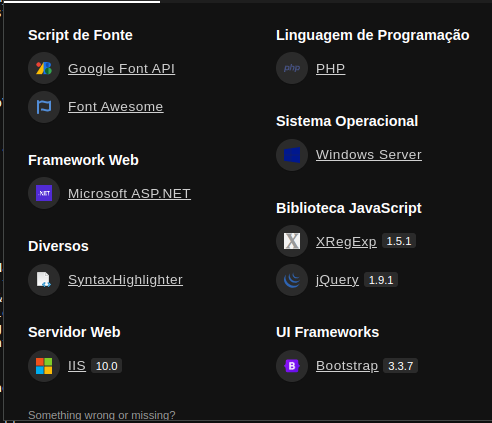 Script de Fonte
Google Font API
Font Awesome
Framework Web
.NET
Microsoft ASP.NET
Diversos
SyntaxHighlighter
Servidor Web
IIS 10.0
Something wrong or missing?
Linguagem de Programação
php PHP
Sistema Operacional
Windows Server
Biblioteca JavaScript
X XRegExp 1.5.1
jQuery 1.9.1
UI Frameworks
B Bootstrap 3.3.7